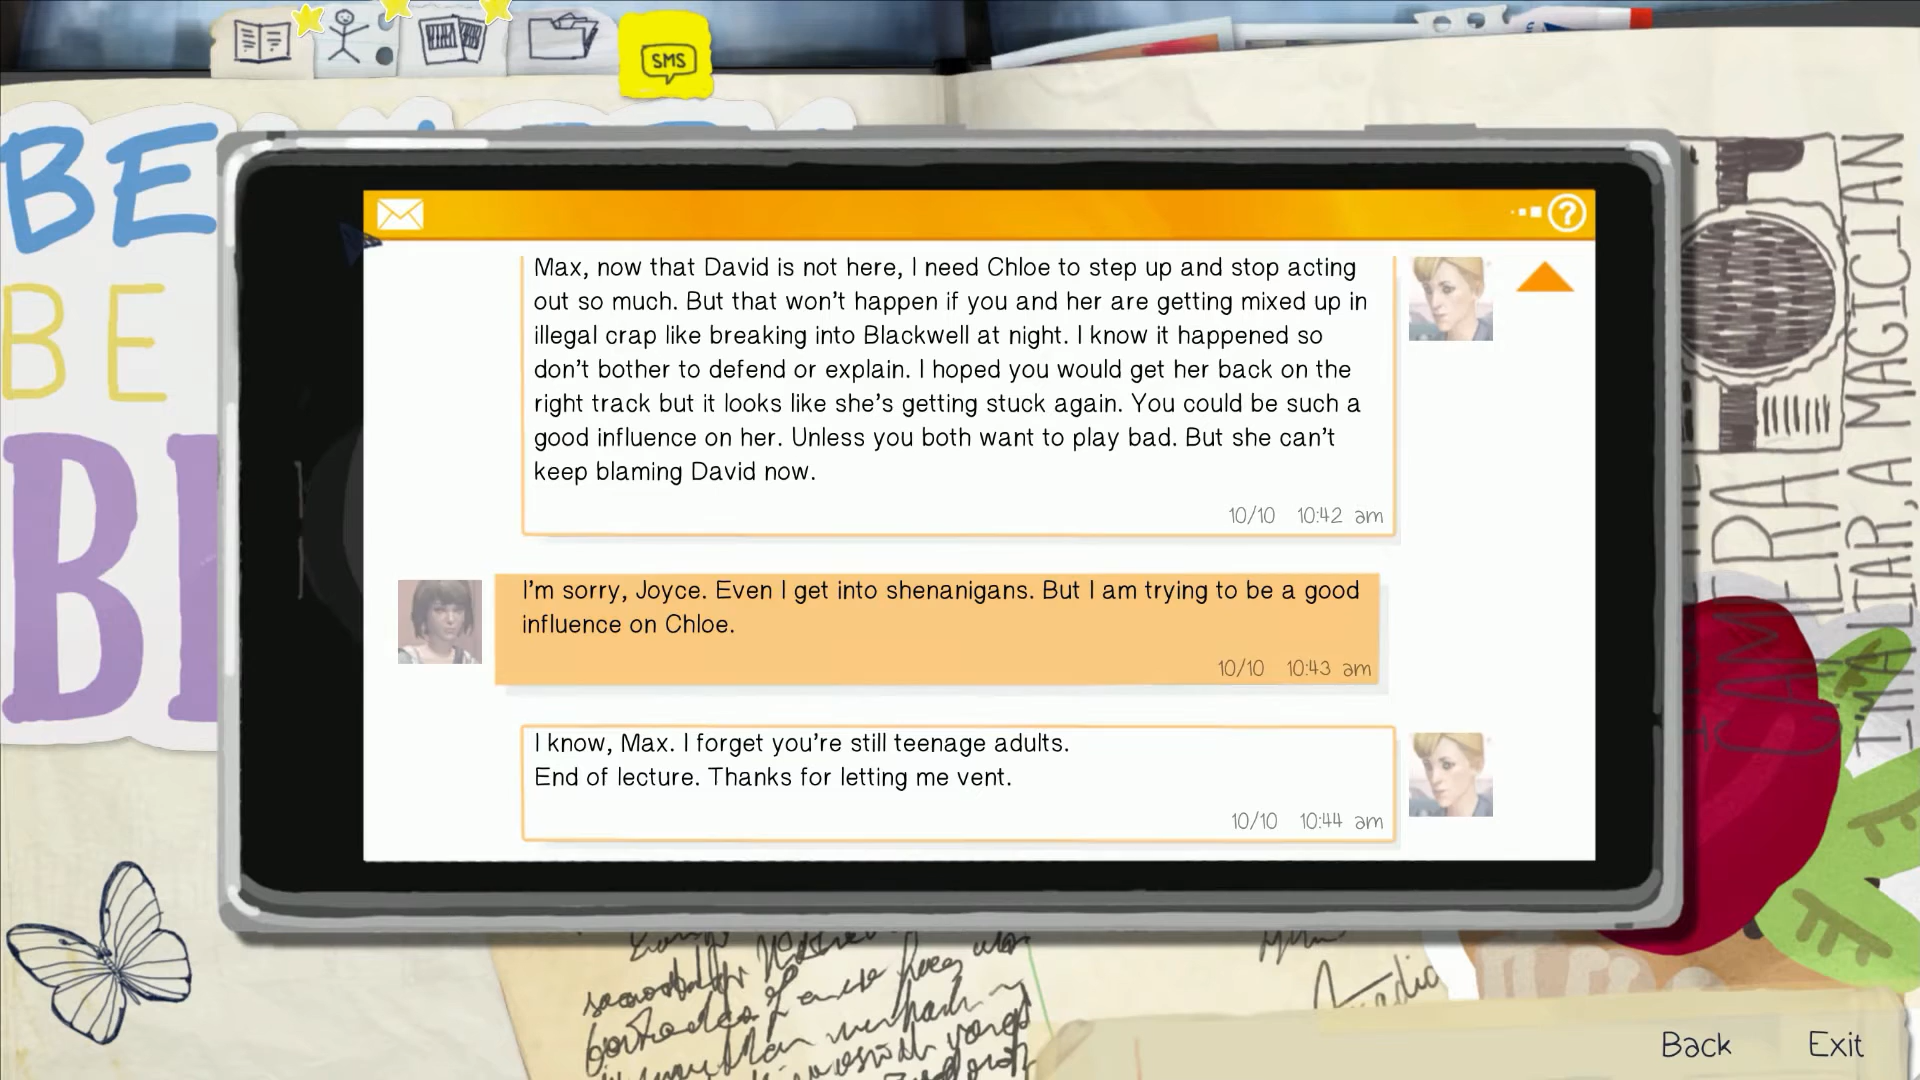 SMS
BE
BE
Max, now that David is not here, I need Chloe to step up and stop acting
out so much. But that won't happen if you and her are getting mixed up in
illegal crap like breaking into Blackwell at night. I know it happened so
don't bother to defend or explain. I hoped you would get her back on the
right track but it looks like she's getting stuck again. You could be such a
good influence on her. Unless you both want to play bad. But she can't
keep blaming David now.
10/10 10:42 am
I'm sorry, Joyce. Even I get into shenanigans. But I am trying to be a good
influence on Chloe.
10/10 10:43 am
I know, Max. I forget you're still teenage adults.
End of lecture. Thanks for letting me vent.
10/10 10:44 am
CAMERA
LIAR, A MAGICIAN
Back Exit